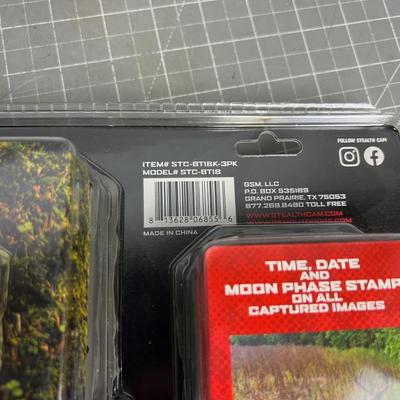 FOLLOW STEALTH CAM
ITEM# STC-BT18K-3PK
MODEL# STC-BT18
8 13628 06855 6
MADE IN CHINA
GSM, LLC
P.O. BOX 535189
GRAND PRAIRIE, TX 75053
877.269.8490 TOLL FREE
WWW.STEALTHCAM.COM
TIME, DATE
AND
MOON PHASE STAMP
ON ALL
CAPTURED IMAGES